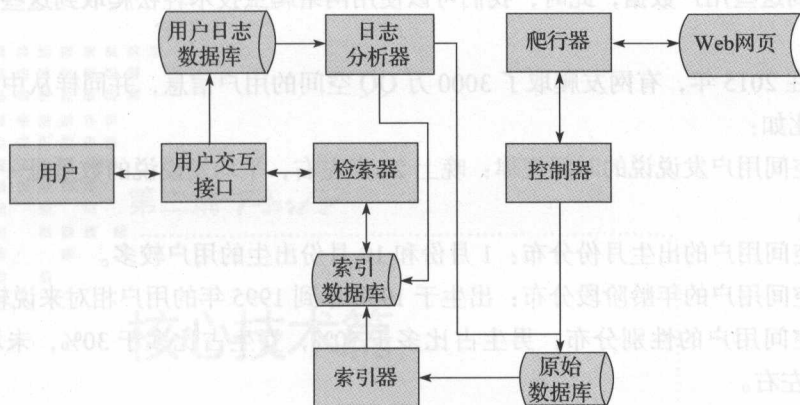 用户日志
数据库
日志
分析器
爬行器
Web网页
用户
用户交互
接口
检索器
控制器
索引
数据库
索引器
原始
数据库